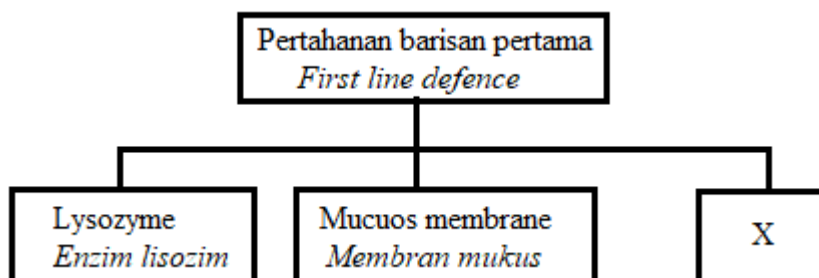 Pertahanan barisan pertama
First line defence
Lysozyme
Enzim lisozim
Mucuos membrane
Membran mukus
X